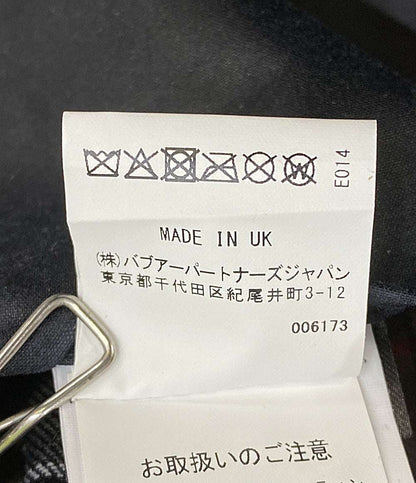 E014
MADE IN UK
(株)バブアーパートナーズジャパン
東京都千代田区紀尾井町3-12
006173
お取扱いのご注意